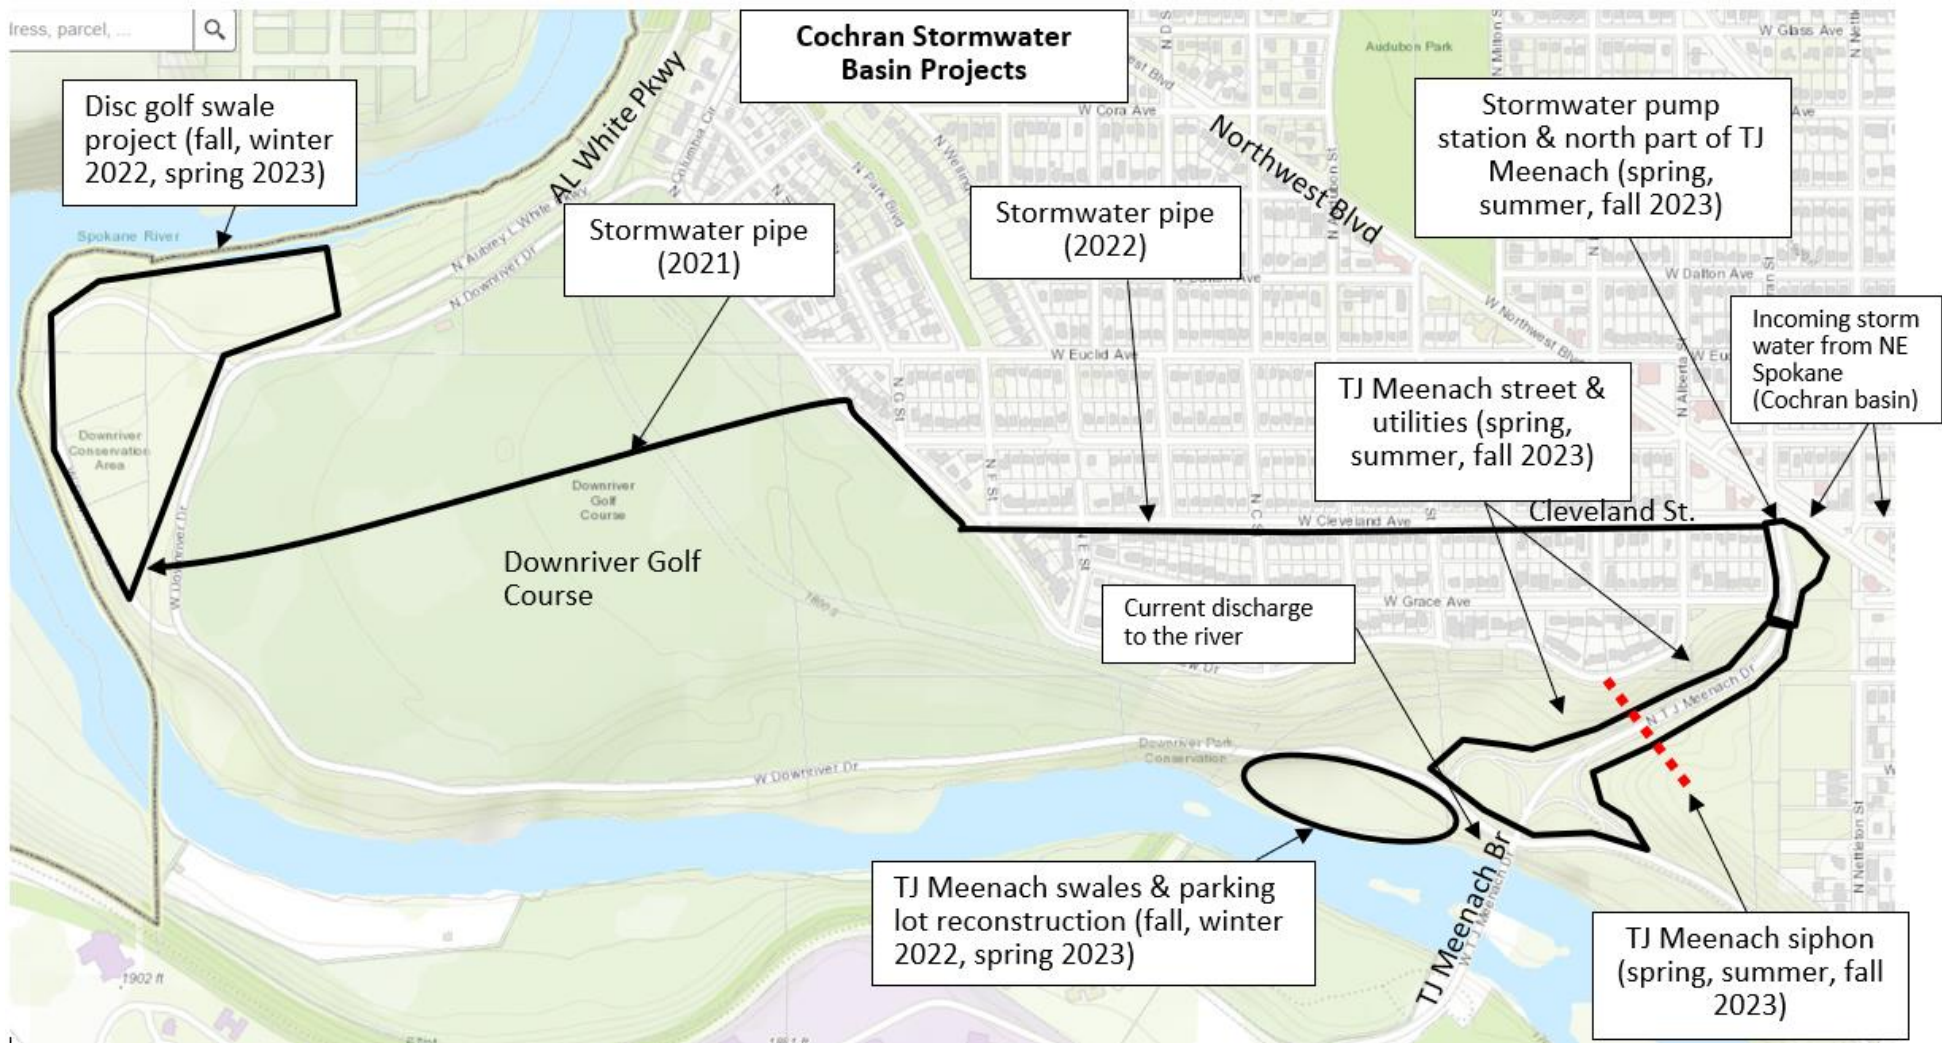 Cochran Stormwater
Basin Projects
Disc golf swale
project (fall, winter
2022, spring 2023)
AL White Pkwy
Stormwater pipe
(2021)
Stormwater pipe
(2022)
Northwest Blvd
Stormwater pump
station & north part of TJ
Meenach (spring,
summer, fall 2023)
Incoming storm
water from NE
Spokane
(Cochran basin)
TJ Meenach street &
utilities (spring,
summer, fall 2023)
Cleveland St.
Downriver Golf
Course
Current discharge
to the river
TJ Meenach swales & parking
lot reconstruction (fall, winter
2022, spring 2023)
TJ Meenach Br
TJ Meenach siphon
(spring, summer, fall
2023)
Audubon Park
W Glass Ave
W Cora Ave
Ave
N Columbia Cir
N Park Blvd
Spokane River
N Aubrey L White Pkwy
N Downriver Dr
W Dalton Ave
W Northwest Blvd
W Euclid Ave
N Alberta St
N G St
N F St
N E St
W Cleveland Ave
W Grace Ave
Downriver
Conservation
Area
Downriver
Golf
Course
W Downriver Dr
W Downriver Dr
Downriver Park
Conservation
N T J Meenach Dr
W T J Meenach Dr
N Nettleton St
1902 ft